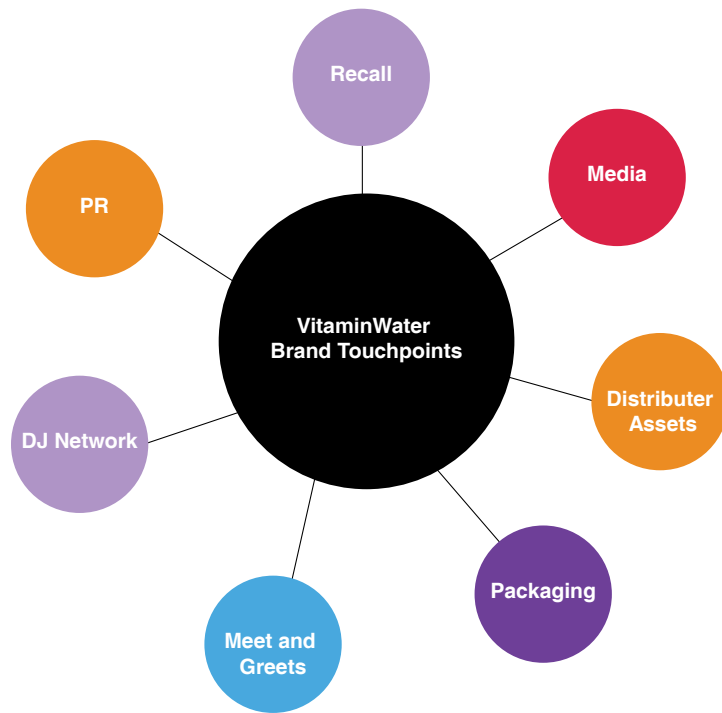 Recall
Media
PR
VitaminWater
Brand Touchpoints
Distributer
Assets
DJ Network
Packaging
Meet and
Greets